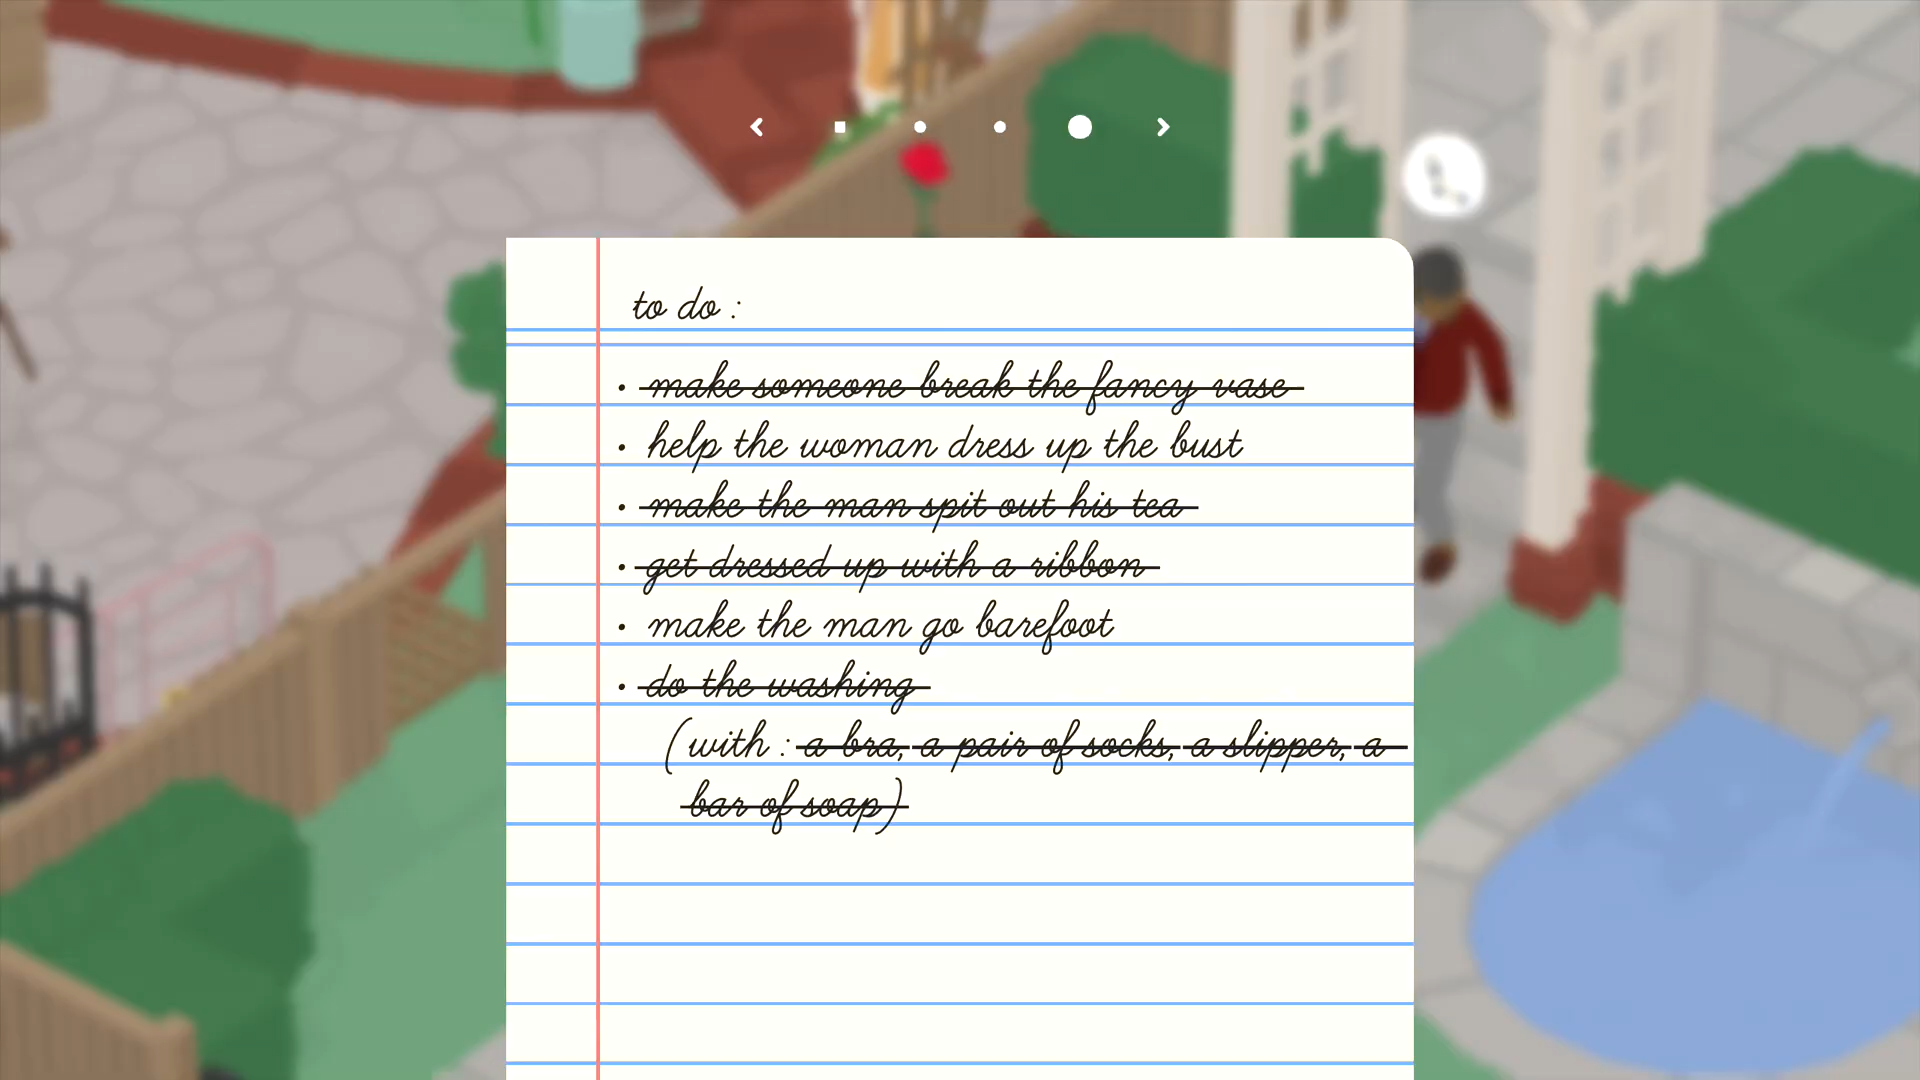 to do :
• make someone break the fancy vase
• help the woman dress up the bust
• make the man spit out his tea
• get dressed up with a ribbon
• make the man go barefoot
• do the washing
(with : a bra, a pair of socks, a slipper, a
bar of soap)